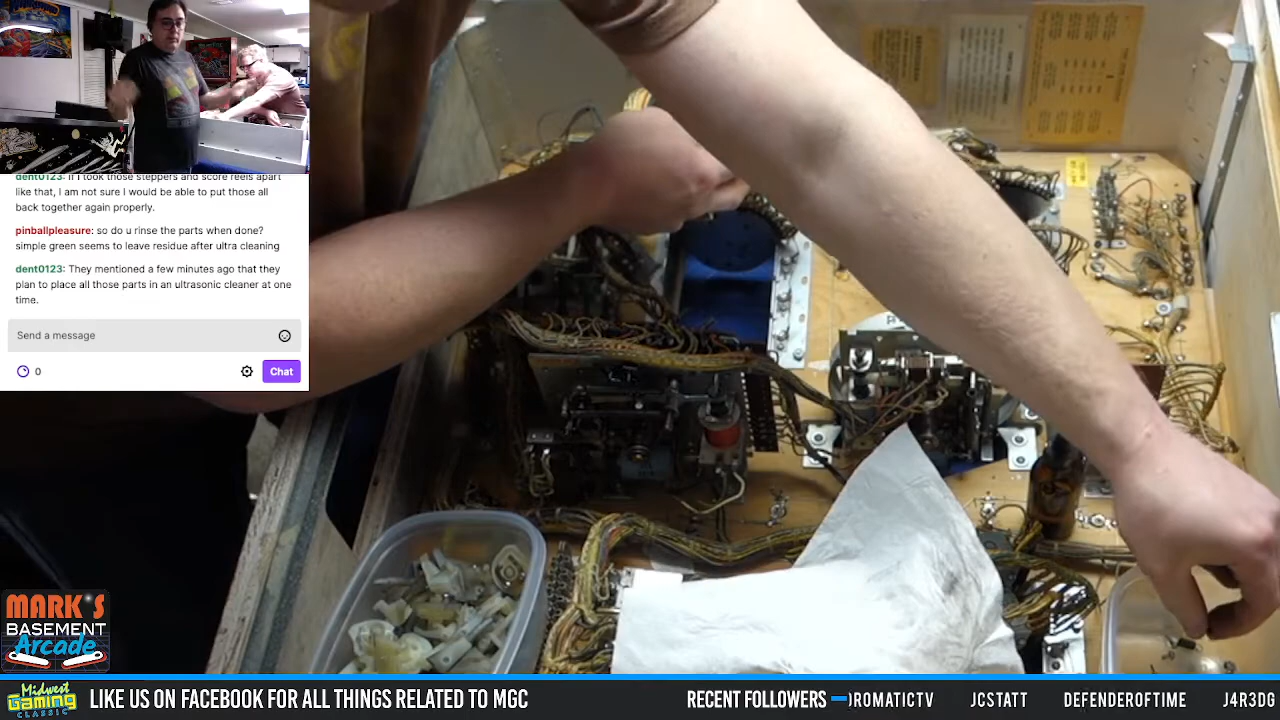 dent0123: if I took those steppers and score reels apart
like that, I am not sure I would be able to put those all
back together again properly.
pinballpleasure: so do u rinse the parts when done?
simple green seems to leave residue after ultra cleaning
dent0123: They mentioned a few minutes ago that they
plan to place all those parts in an ultrasonic cleaner at one
time.
Send a message
0
Chat
MARK'S
BASEMENT
Arcade
Midwest
GAMING
CLASSIC
LIKE US ON FACEBOOK FOR ALL THINGS RELATED TO MGC
RECENT FOLLOWERS
ROMATICTV JCSTATT DEFENDEROFTIME J4R3DG